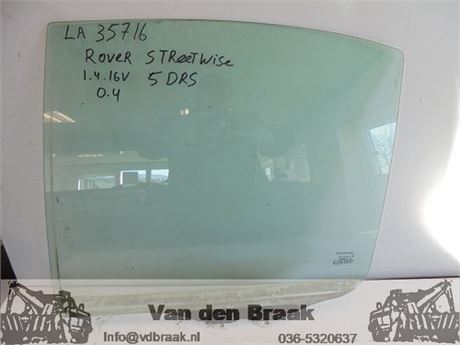 LA 35716
Rover STReetWise
1.4.16V 5 DRS
0.4
Van den Braak
Info@vdbraak.nl 036-5320637